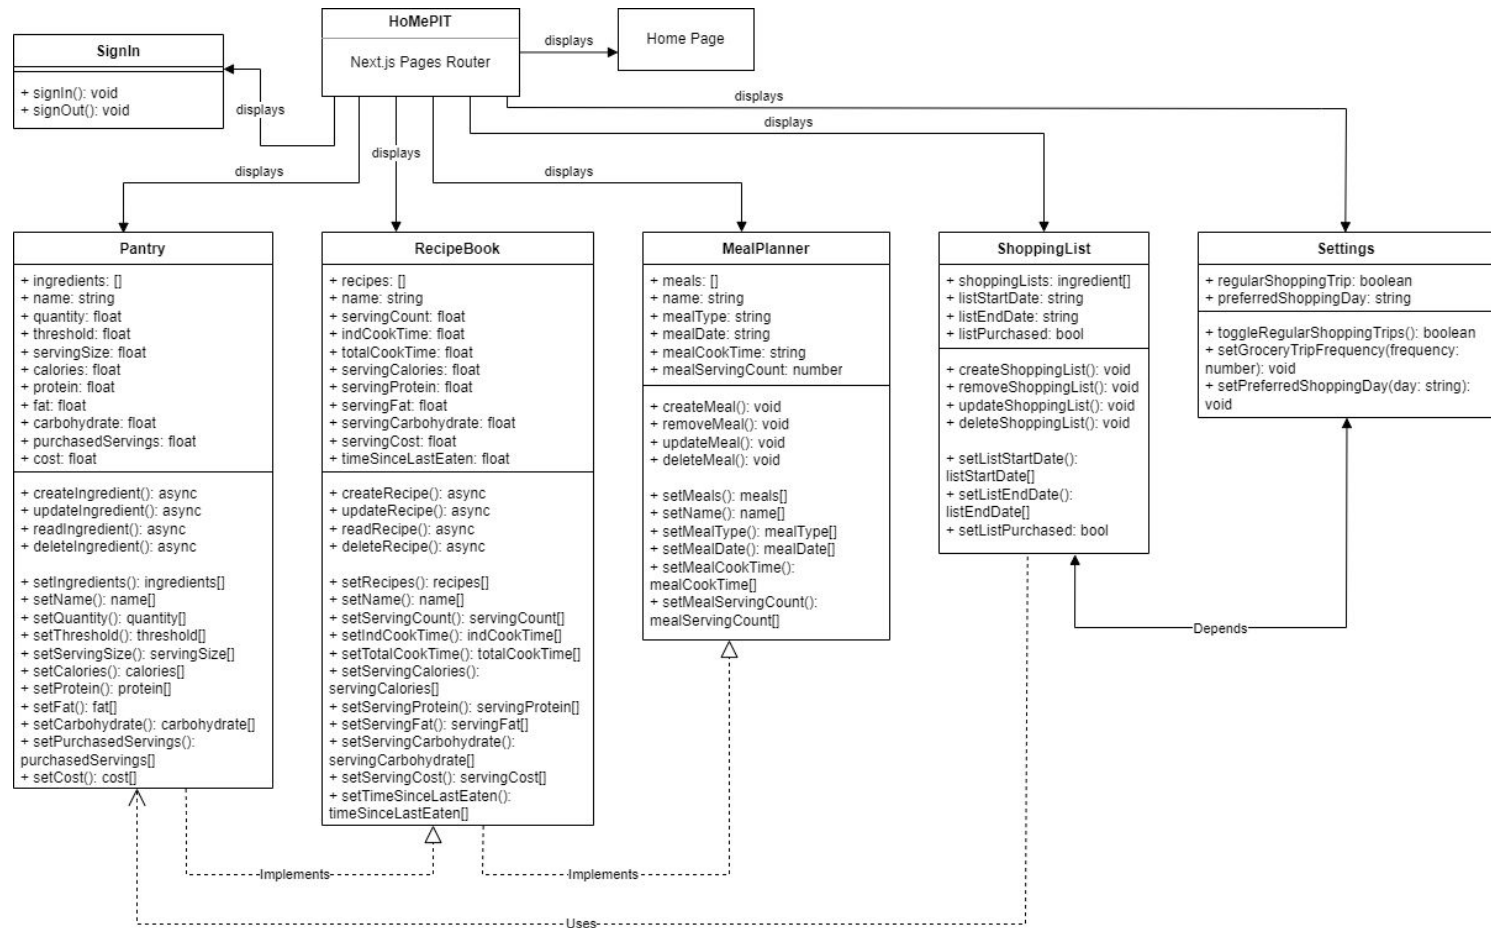 HoMePIT
Next.js Pages Router
displays
Home Page
SignIn
+ signIn(): void
+ signOut(): void
displays
displays
displays
displays
displays
displays
Pantry
+ ingredients: []
+ name: string
+ quantity: float
+ threshold: float
+ servingSize: float
+ calories: float
+ protein: float
+ fat: float
+ carbohydrate: float
+ purchasedServings: float
+ cost: float
+ createIngredient(): async
+ updateIngredient(): async
+ readIngredient(): async
+ deleteIngredient(): async
+ setIngredients(): ingredients[]
+ setName(): name[]
+ setQuantity(): quantity[]
+ setThreshold(): threshold[]
+ setServingSize(): servingSize[]
+ setCalories(): calories[]
+ setProtein(): protein[]
+ setFat(): fat[]
+ setCarbohydrate(): carbohydrate[]
+ setPurchasedServings():
purchasedServings[]
+ setCost(): cost[]
RecipeBook
+ recipes: []
+ name: string
+ servingCount: float
+ indCookTime: float
+ totalCookTime: float
+ servingCalories: float
+ servingProtein: float
+ servingFat: float
+ servingCarbohydrate: float
+ servingCost: float
+ timeSinceLastEaten: float
+ createRecipe(): async
+ updateRecipe(): async
+ readRecipe(): async
+ deleteRecipe(): async
+ setRecipes(): recipes[]
+ setName(): name[]
+ setServingCount(): servingCount[]
+ setIndCookTime(): indCookTime[]
+ setTotalCookTime(): totalCookTime[]
+ setServingCalories():
servingCalories[]
+ setServingProtein(): servingProtein[]
+ setServingFat(): servingFat[]
+ setServingCarbohydrate():
servingCarbohydrate[]
+ setServingCost(): servingCost[]
+ setTimeSinceLastEaten():
timeSinceLastEaten[]
MealPlanner
+ meals: []
+ name: string
+ mealType: string
+ mealDate: string
+ mealCookTime: string
+ mealServingCount: number
+ createMeal(): void
+ removeMeal(): void
+ updateMeal(): void
+ deleteMeal(): void
+ setMeals(): meals[]
+ setName(): name[]
+ setMealType(): mealType[]
+ setMealDate(): mealDate[]
+ setMealCookTime():
mealCookTime[]
+ setMealServingCount():
mealServingCount[]
ShoppingList
+ shoppingLists: ingredient[]
+ listStartDate: string
+ listEndDate: string
+ listPurchased: bool
+ createShoppingList(): void
+ removeShoppingList(): void
+ updateShoppingList(): void
+ deleteShoppingList(): void
+ setListStartDate():
listStartDate[]
+ setListEndDate():
listEndDate[]
+ setListPurchased: bool
Settings
+ regularShoppingTrip: boolean
+ preferredShoppingDay: string
+ toggleRegularShoppingTrips(): boolean
+ setGroceryTripFrequency(frequency:
number): void
+ setPreferredShoppingDay(day: string):
void
Depends
Implements
Implements
Uses